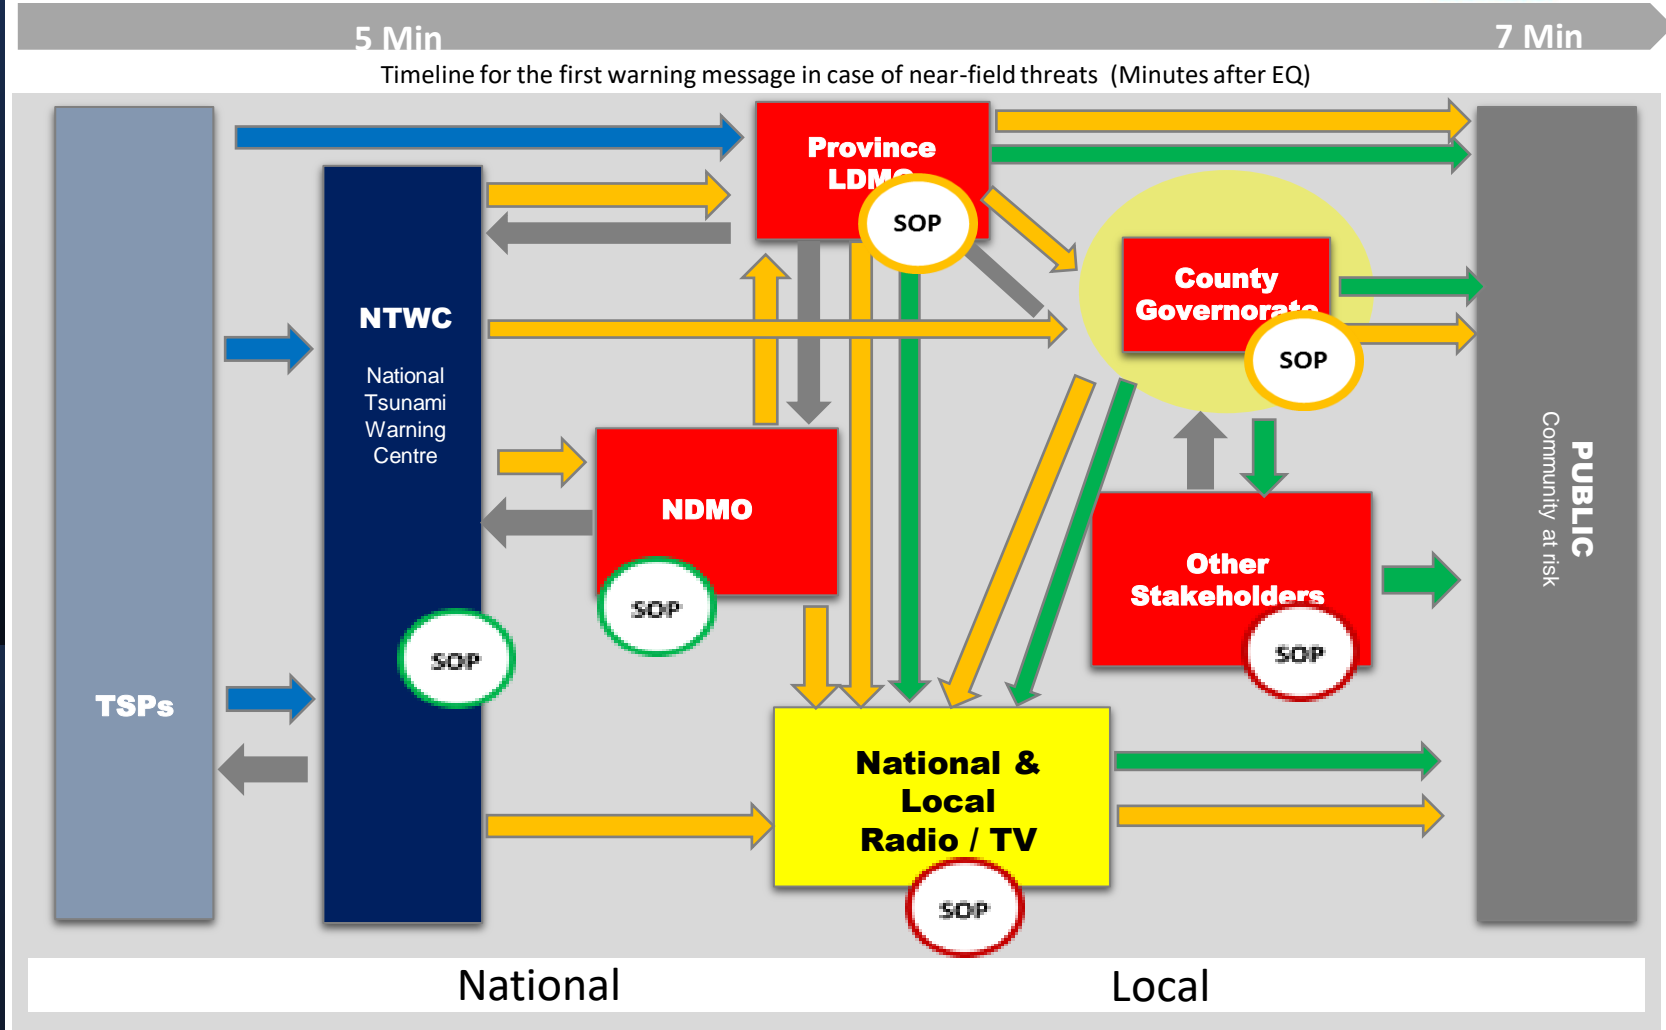 5 Min
7 Min
Timeline for the first warning message in case of near-field threats (Minutes after EQ)
Province
LDMO
SOP
County
Governorate
SOP
NTWC
National
Tsunami
Warning
Centre
SOP
NDMO
SOP
Other
Stakeholders
SOP
TSPs
National &
Local
Radio / TV
SOP
PUBLIC
Community at risk
National
Local